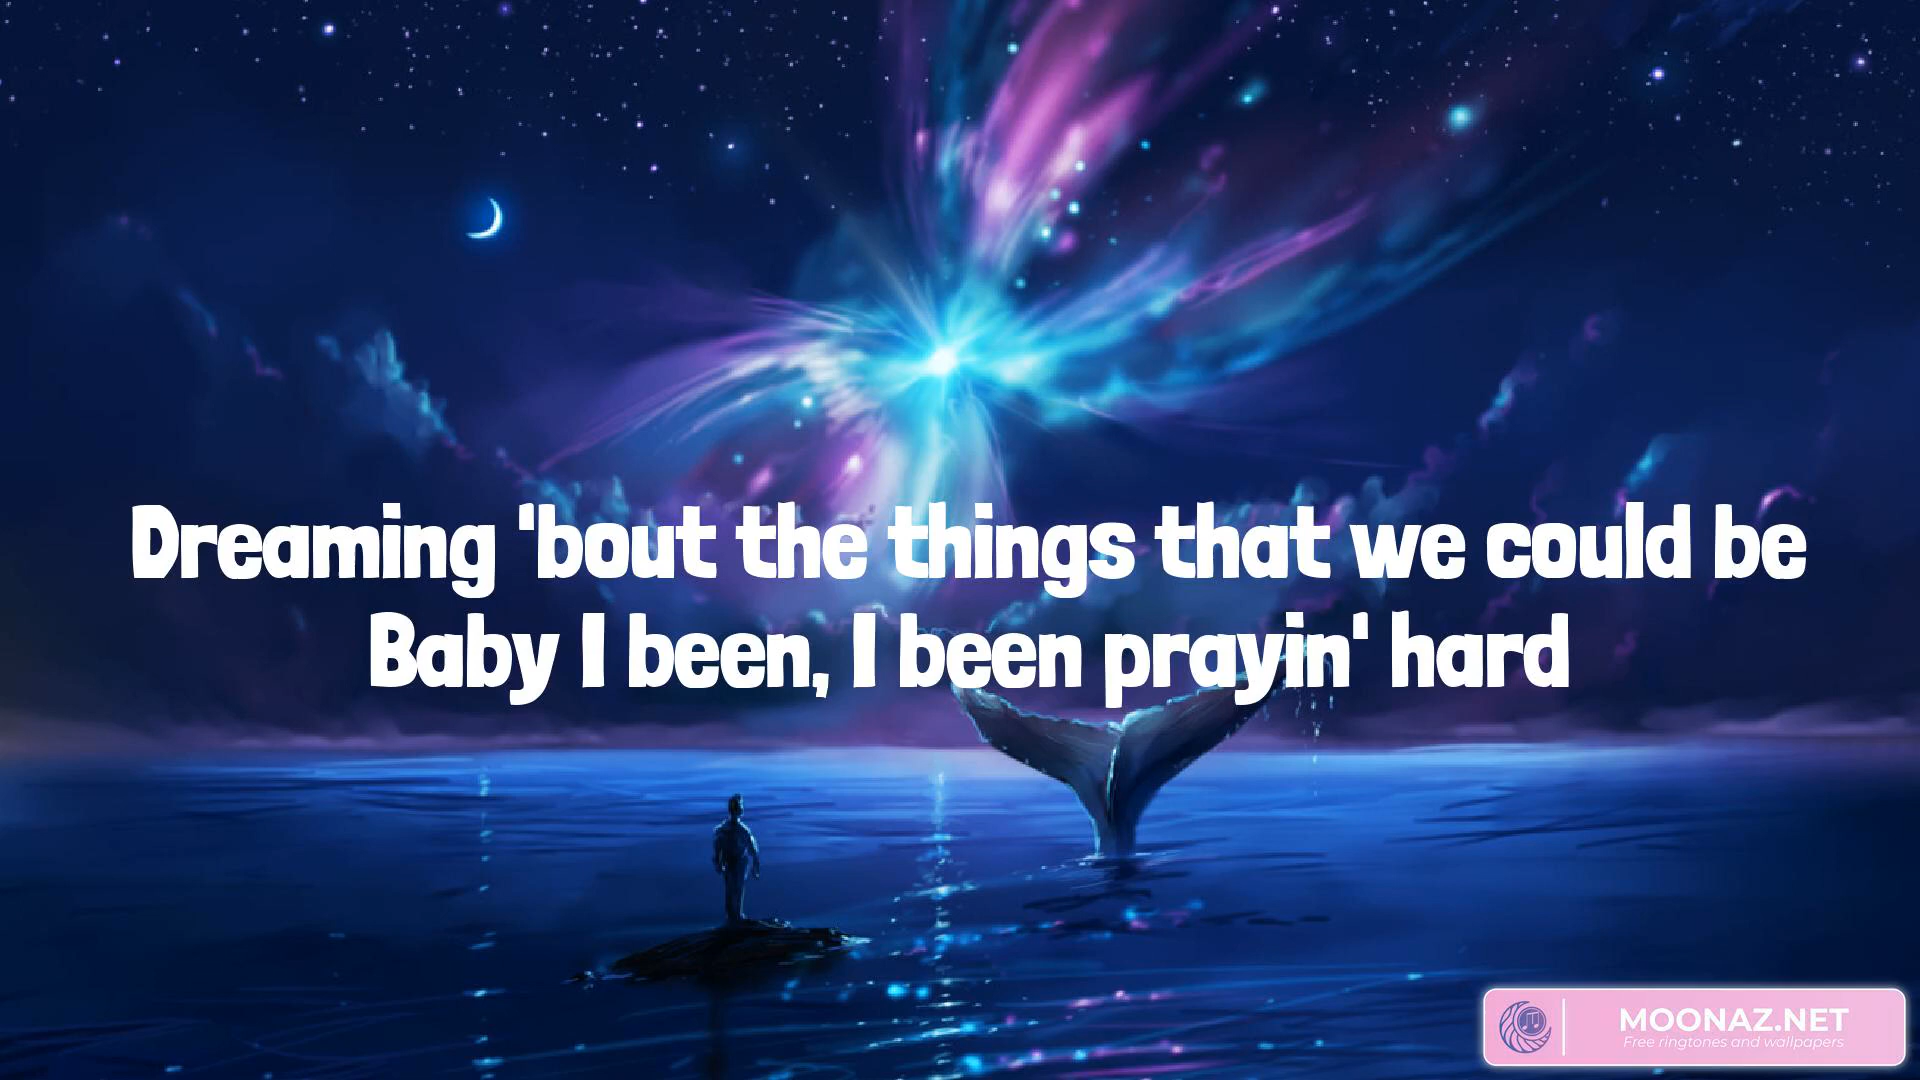 Dreaming 'bout the things that we could be
Baby I been, I been prayin' hard
MOONAZ.NET
Free ringtones and wallpapers